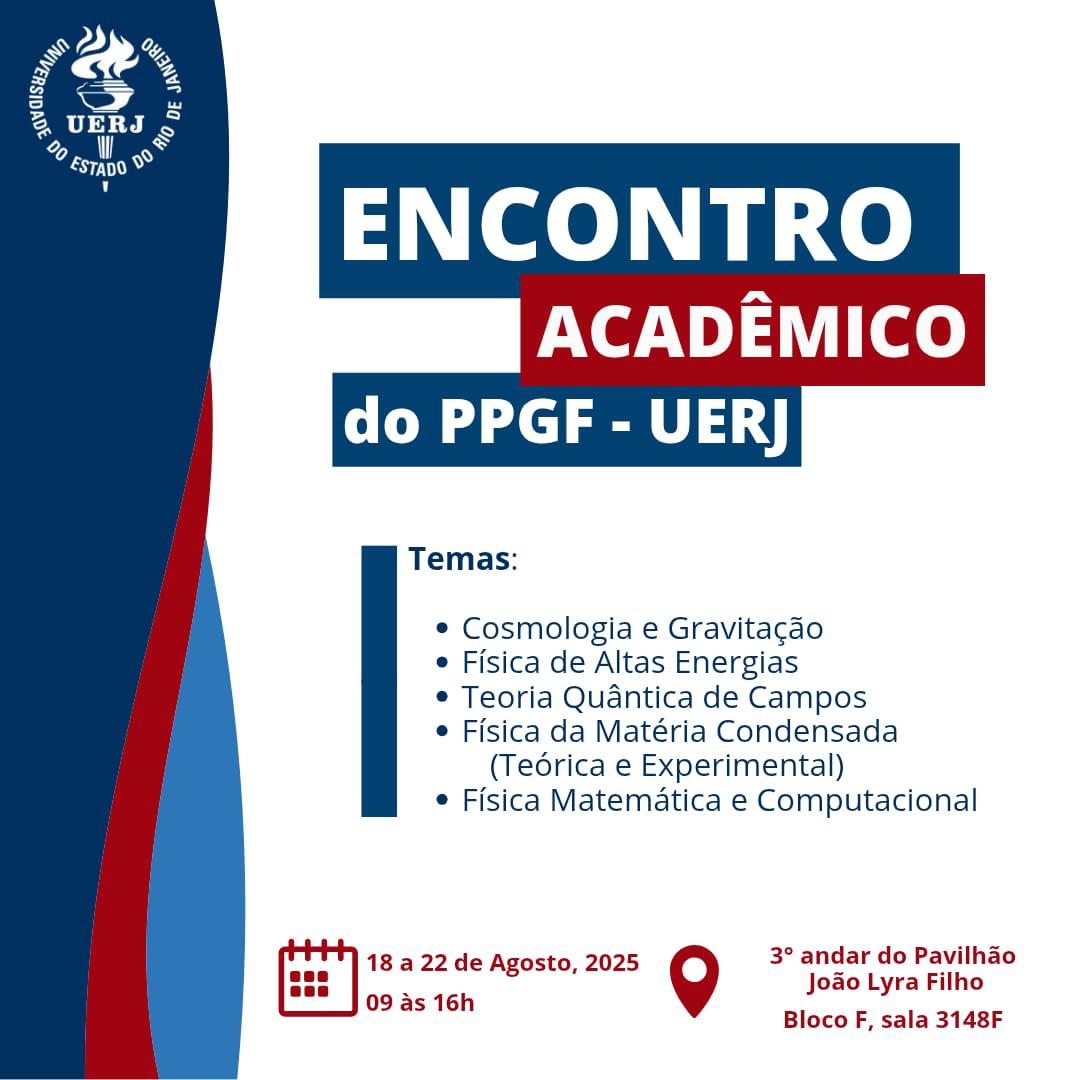 UNIVERSIDADE DO ESTADO DO RIO DE JANEIRO
UERJ
ENCONTRO
ACADÊMICO
do PPGF - UERJ
Temas:
• Cosmologia e Gravitação
• Física de Altas Energias
• Teoria Quântica de Campos
• Física da Matéria Condensada
(Teórica e Experimental)
• Física Matemática e Computacional
18 a 22 de Agosto, 2025
09 às 16h
3° andar do Pavilhão
João Lyra Filho
Bloco F, sala 3148F